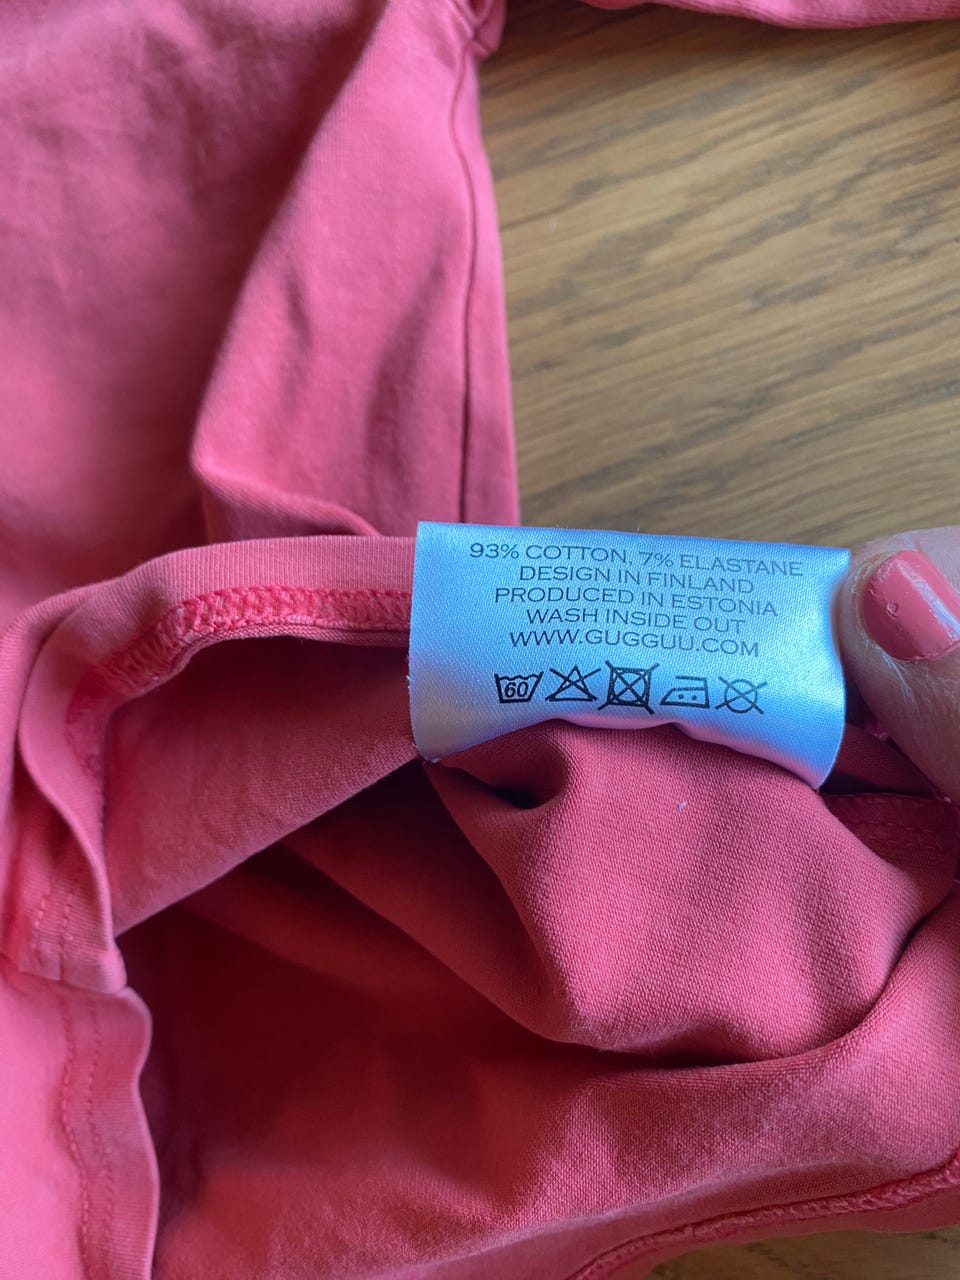 93% COTTON, 7% ELASTANE
DESIGN IN FINLAND
PRODUCED IN ESTONIA
WASH INSIDE OUT
WWW.GUGGUU.COM
60